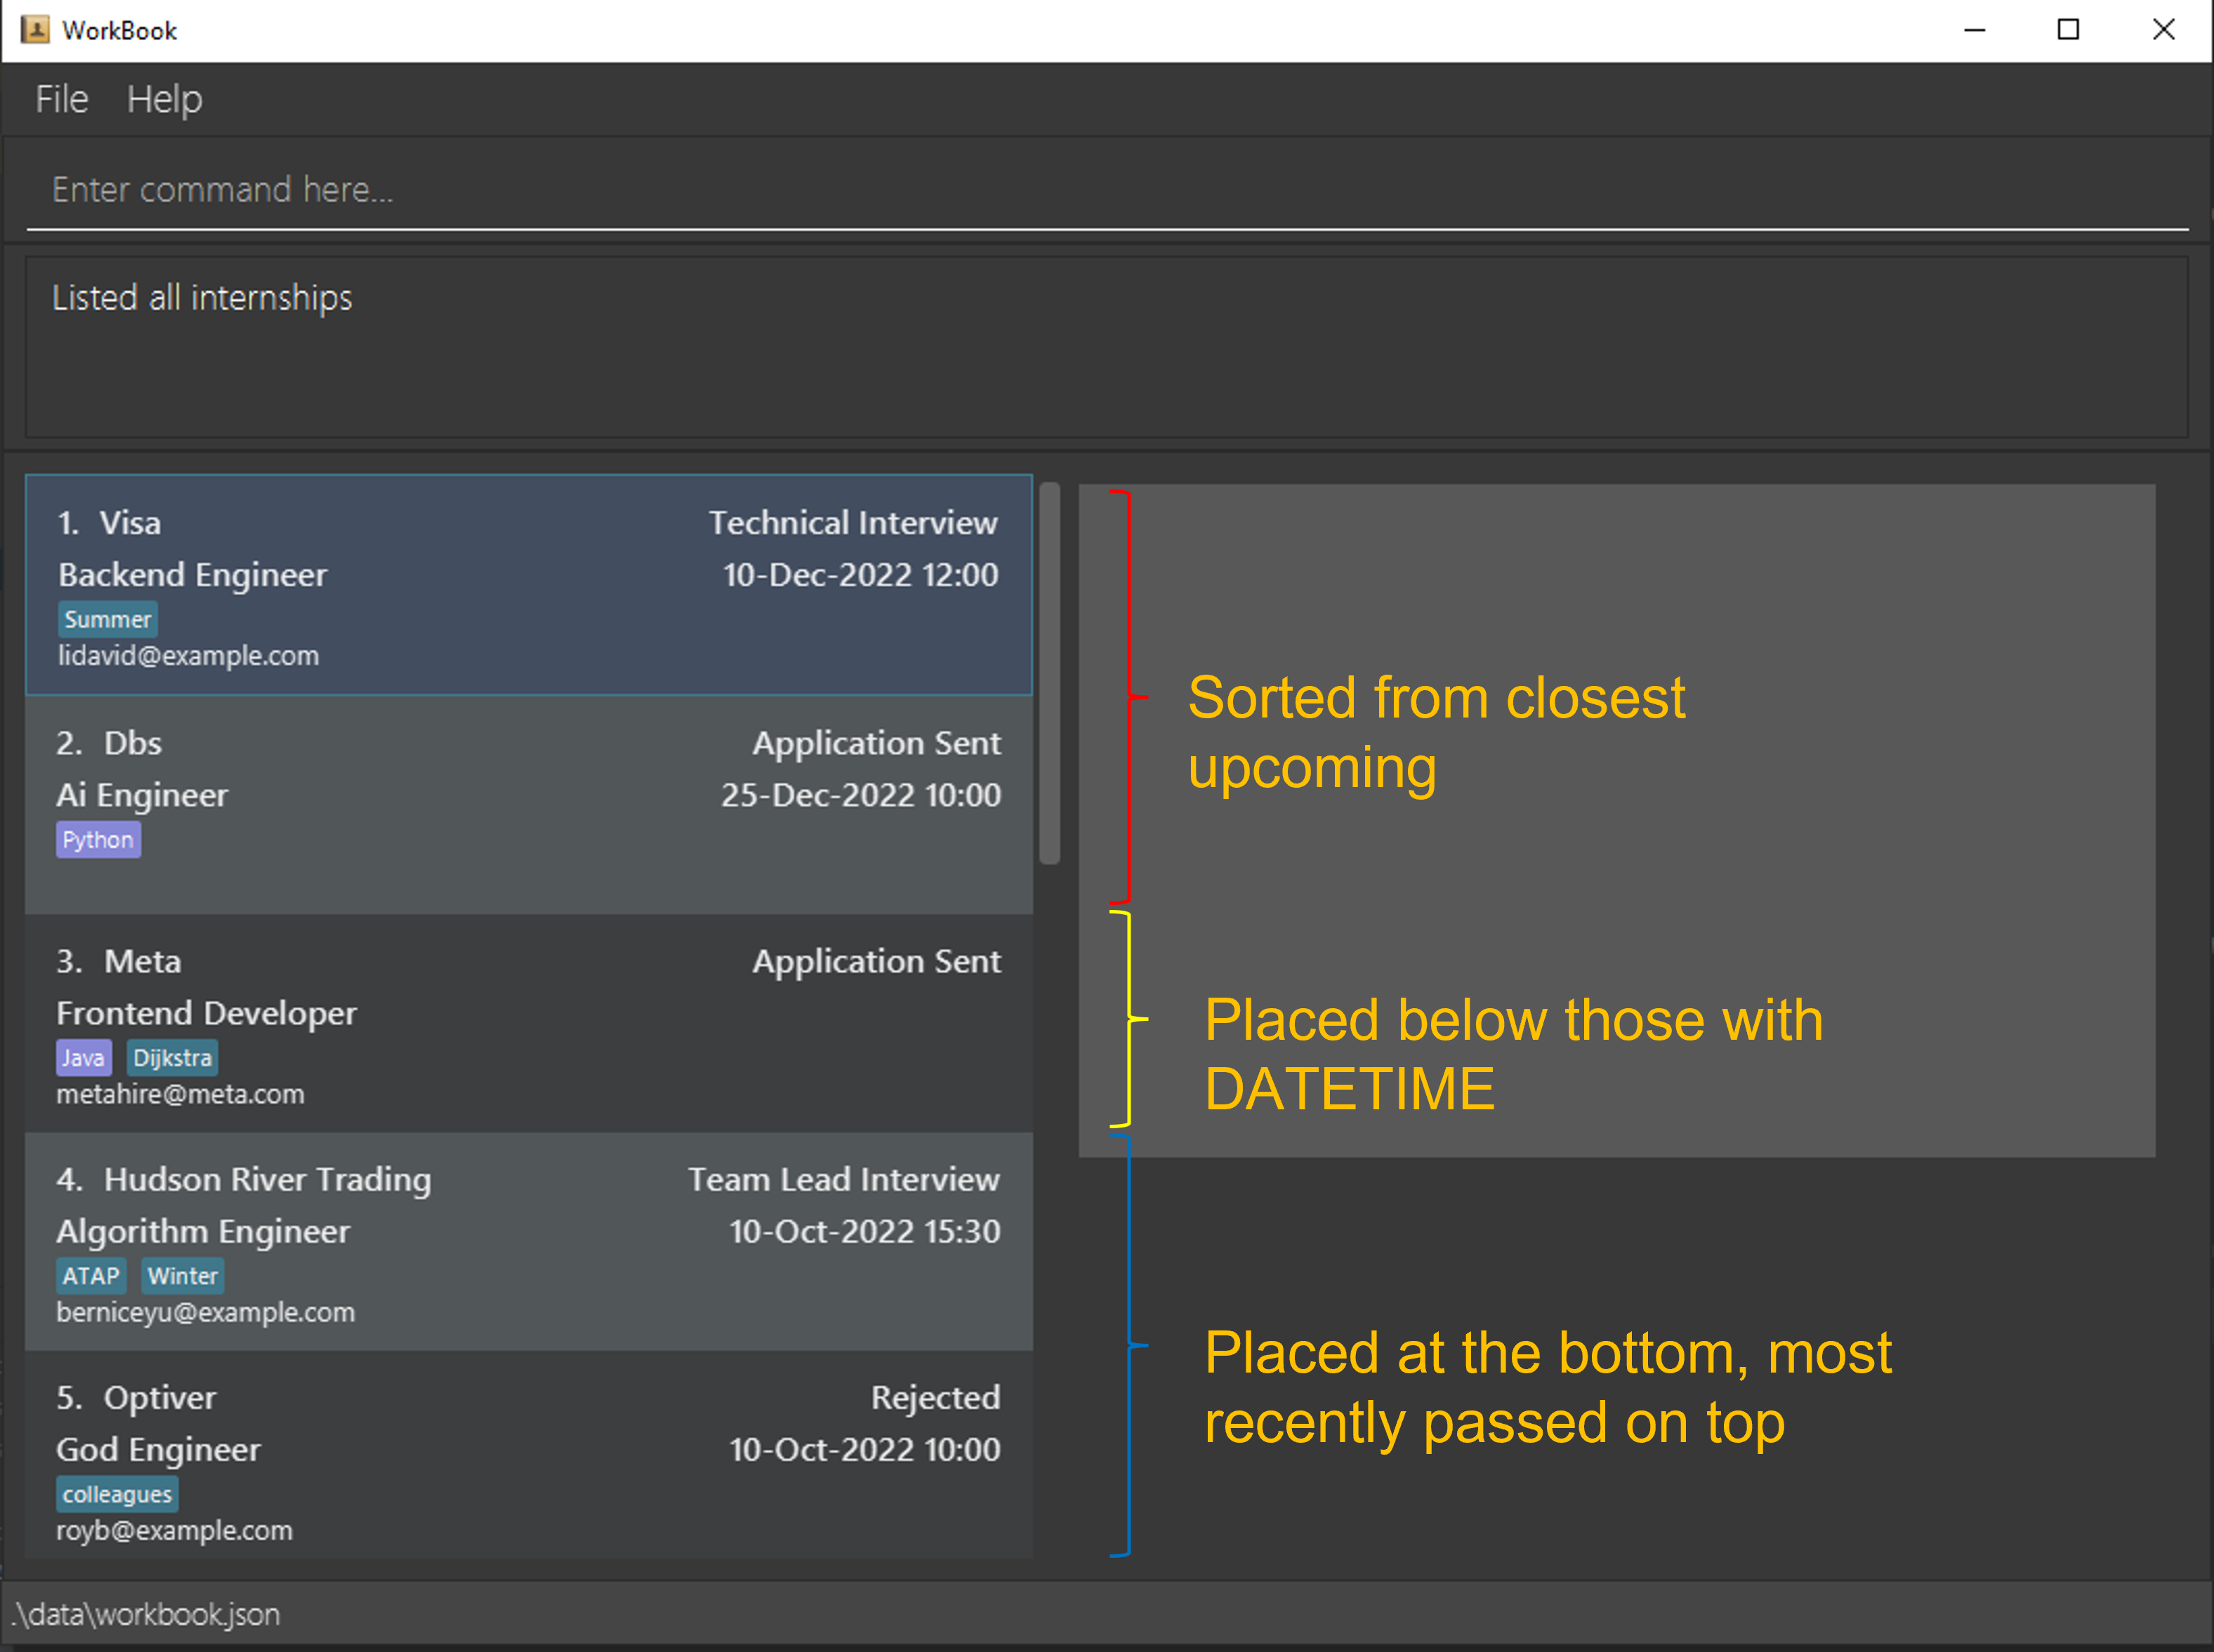 WorkBook
File Help
Enter command here...
Listed all internships
1. Visa Technical Interview
Backend Engineer 10-Dec-2022 12:00
Summer
lidavid@example.com
2. Dbs Application Sent
Ai Engineer 25-Dec-2022 10:00
Python
Sorted from closest
upcoming
3. Meta Application Sent
Frontend Developer
Java Dijkstra
metahire@meta.com
Placed below those with
DATETIME
4. Hudson River Trading Team Lead Interview
Algorithm Engineer 10-Oct-2022 15:30
ATAP Winter
berniceyu@example.com
5. Optiver Rejected
God Engineer 10-Oct-2022 10:00
colleagues
royb@example.com
Placed at the bottom, most
recently passed on top
.\data\workbook.json